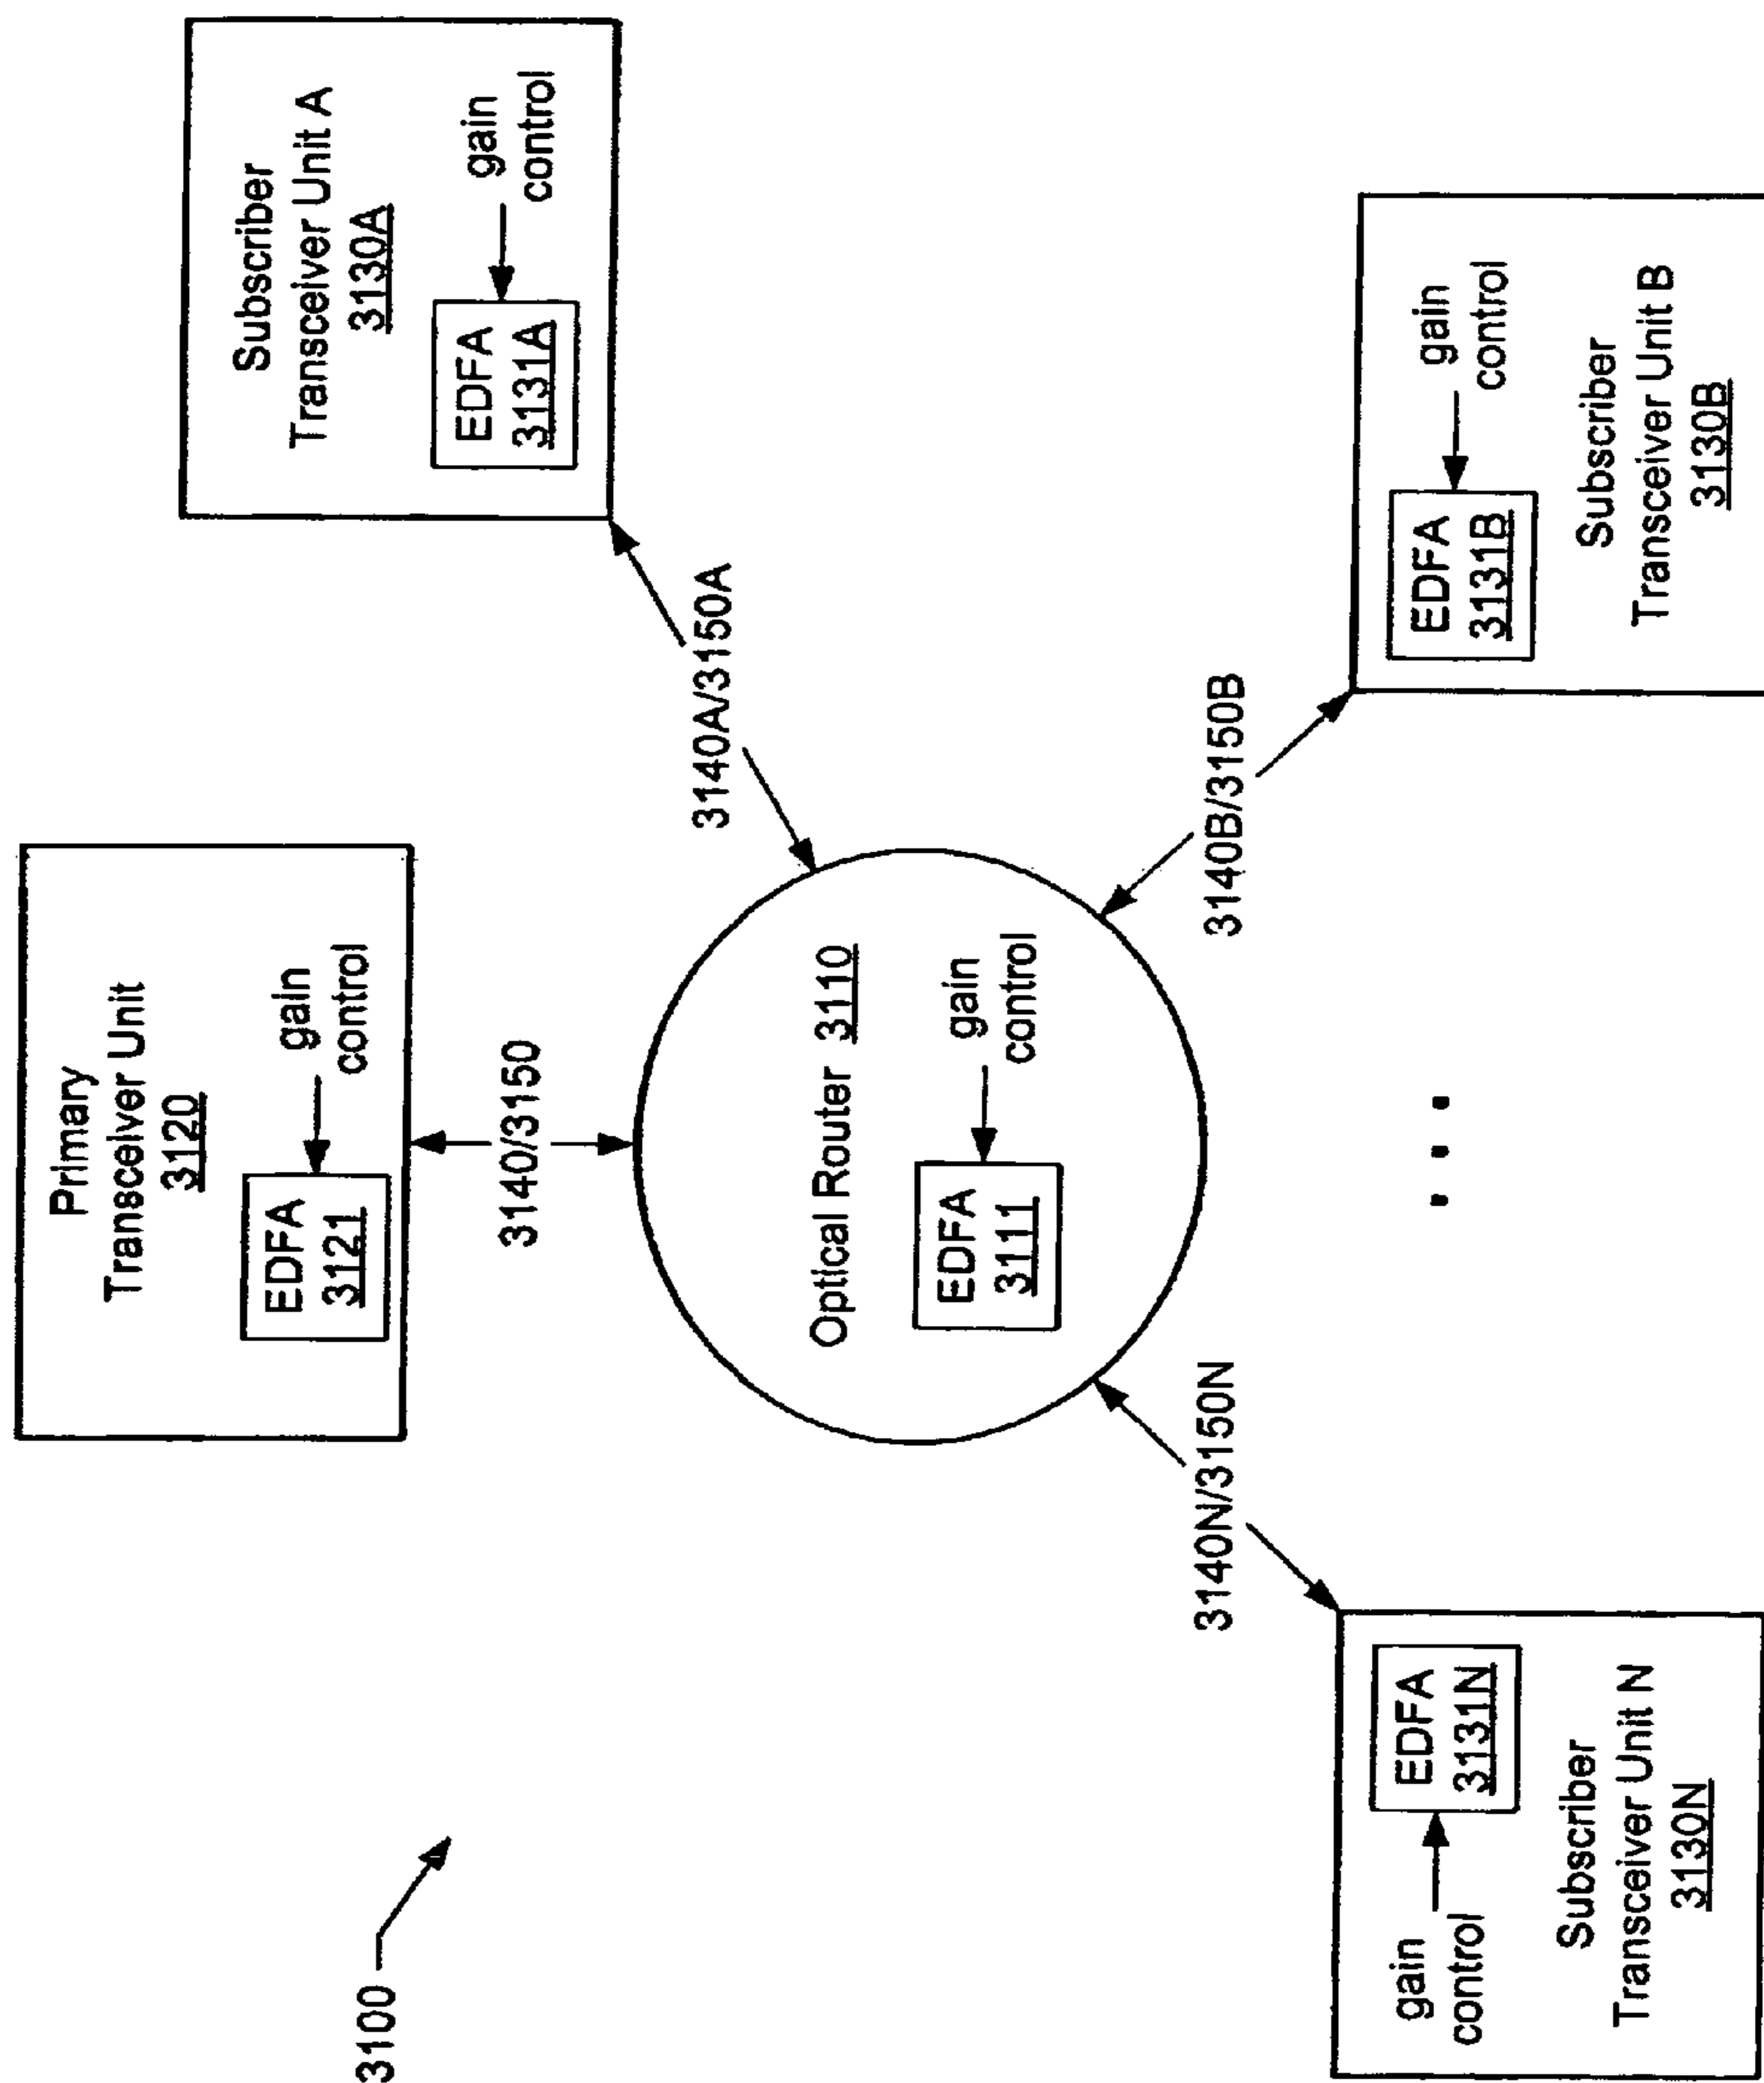 3100
Primary
Transceiver Unit
3120
EDFA
3121
gain
control
3140/3150
Subscriber
Transceiver Unit A
3130A
EDFA
3131A
gain
control
3140A/3150A
Optical Router 3110
EDFA
3111
gain
control
3140B/3150B
EDFA
3131B
gain
control
Subscriber
Transceiver Unit B
3130B
...
3140N/3150N
gain
control
EDFA
3131N
Subscriber
Transceiver Unit N
3130N